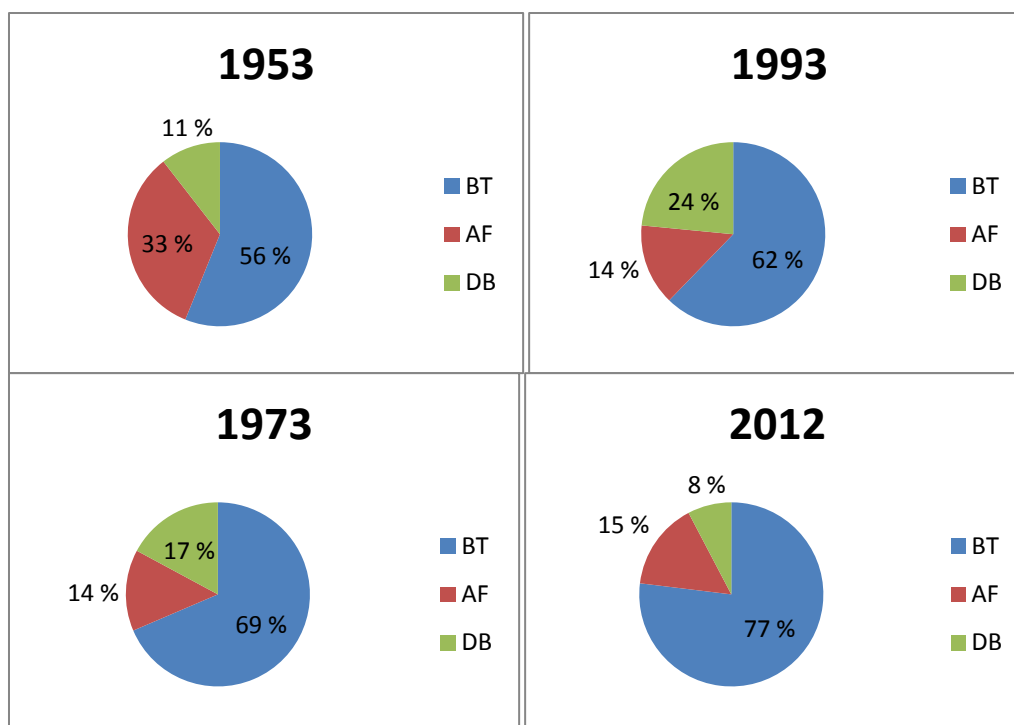 1953
11 %
33 %
56 %
BT
AF
DB
1993
24 %
14 %
62 %
BT
AF
DB
1973
17 %
14 %
69 %
BT
AF
DB
2012
8 %
15 %
77 %
BT
AF
DB